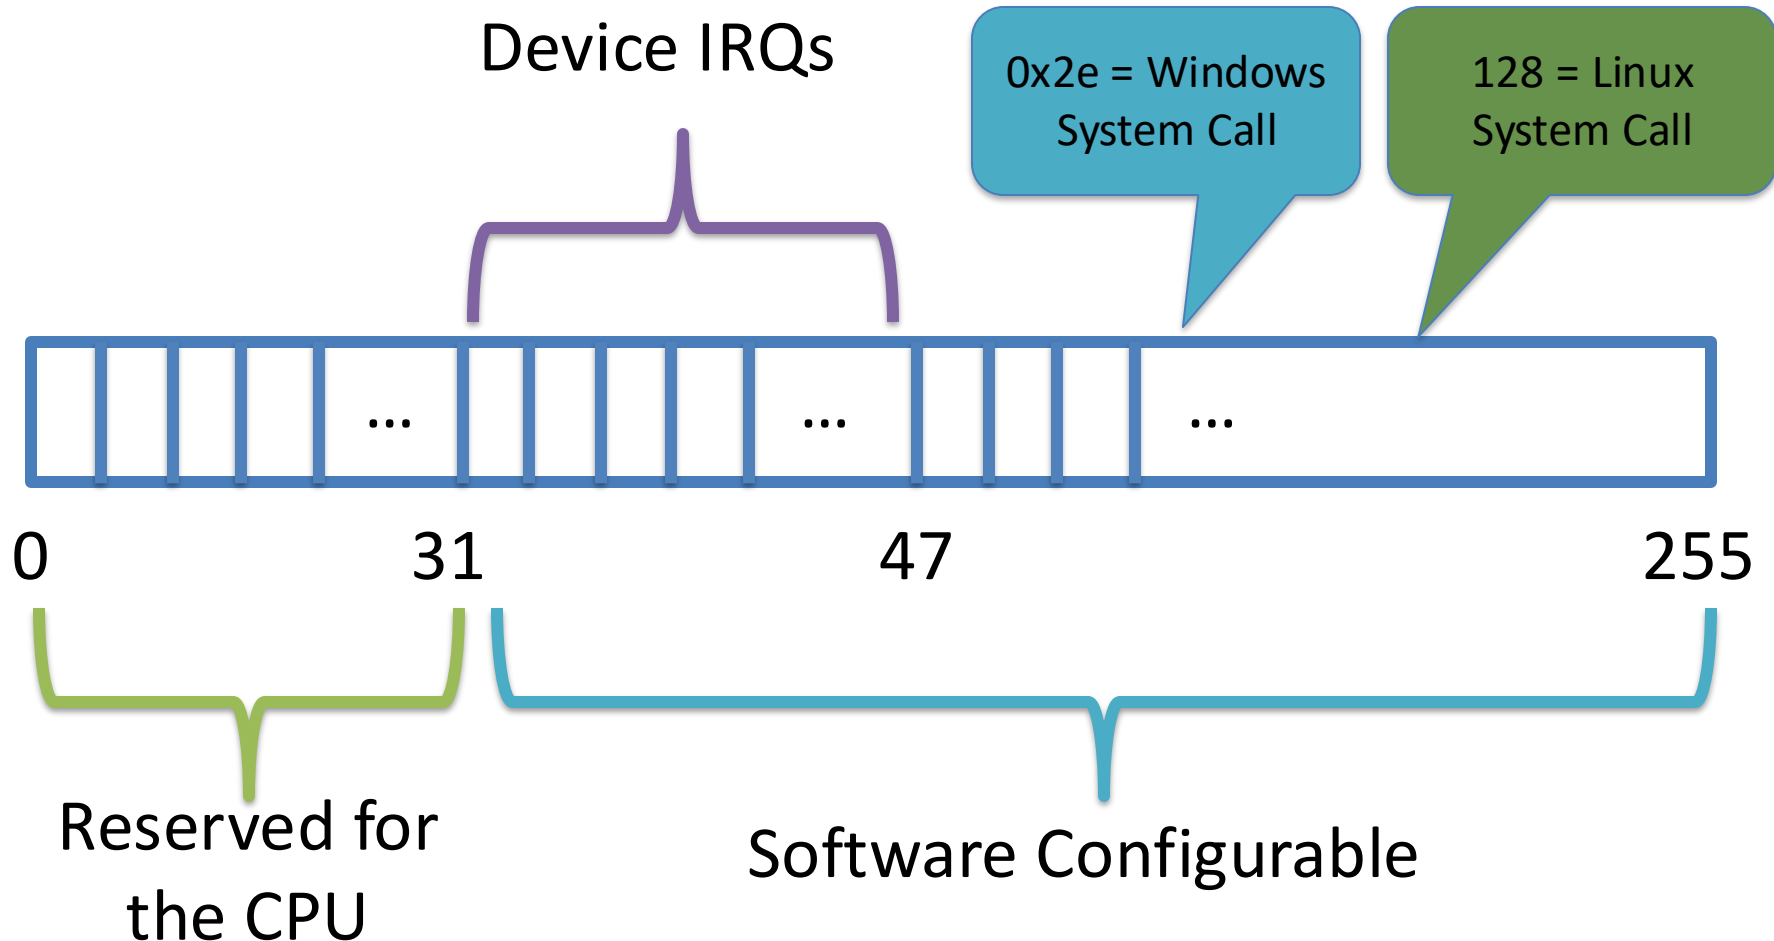 Device IRQs
0x2e = Windows
System Call
128 = Linux
System Call
... ... ...
0 31 47 255
Reserved for
the CPU
Software Configurable